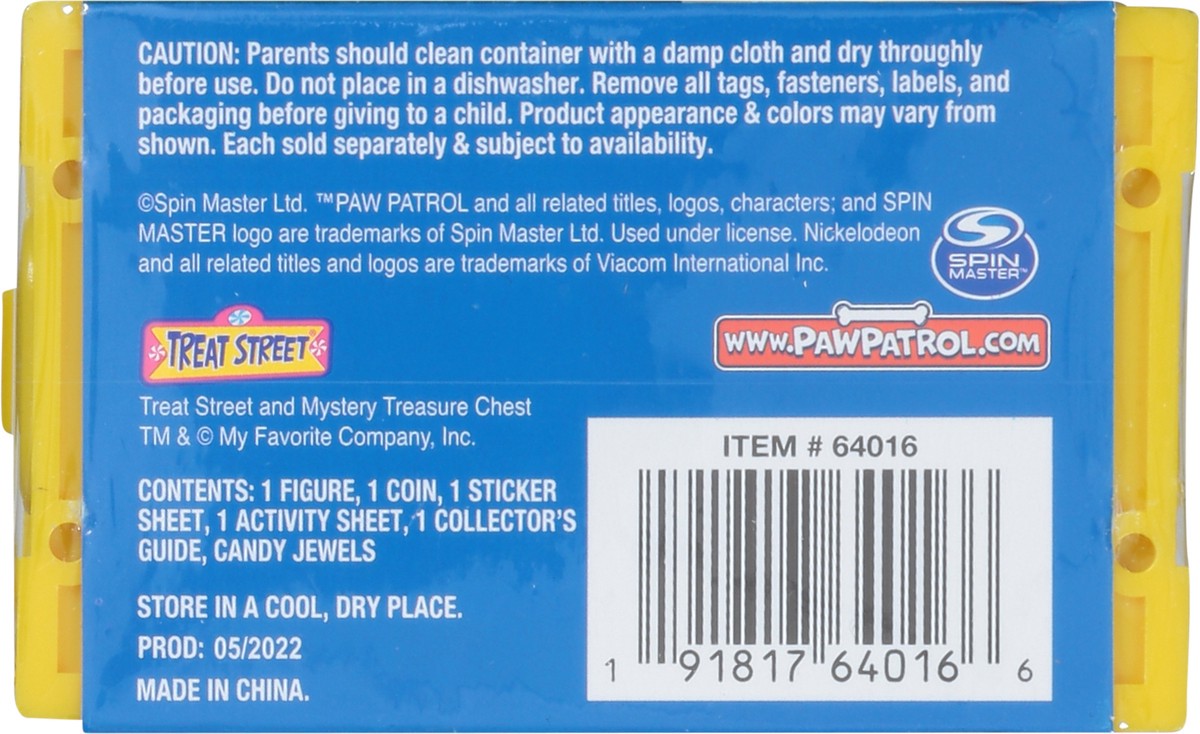 CAUTION: Parents should clean container with a damp cloth and dry throughly
before use. Do not place in a dishwasher. Remove all tags, fasteners, labels, and
packaging before giving to a child. Product appearance & colors may vary from
shown. Each sold separately & subject to availability.
©Spin Master Ltd. ™PAW PATROL and all related titles, logos, characters; and SPIN
MASTER logo are trademarks of Spin Master Ltd. Used under license. Nickelodeon
and all related titles and logos are trademarks of Viacom International Inc.
SPIN
MASTER™
TREAT STREET®
www.PAWPATROL.COM
Treat Street and Mystery Treasure Chest
TM & © My Favorite Company, Inc.
CONTENTS: 1 FIGURE, 1 COIN, 1 STICKER
SHEET, 1 ACTIVITY SHEET, 1 COLLECTOR'S
GUIDE, CANDY JEWELS
STORE IN A COOL, DRY PLACE.
PROD: 05/2022
MADE IN CHINA.
ITEM # 64016
1 91817 64016 6